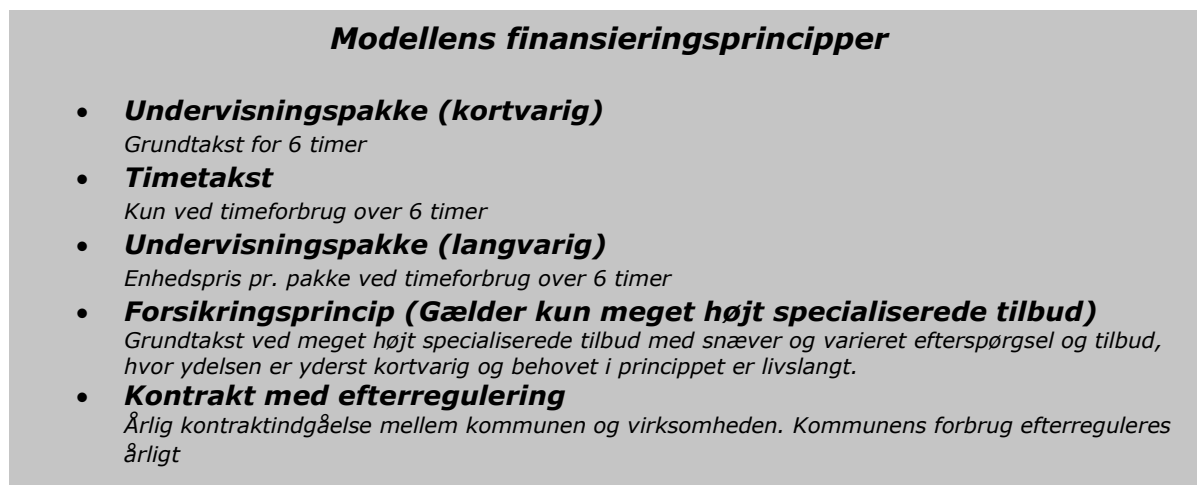 Modellens finansieringsprincipper
• Undervisningspakke (kortvarig)
Grundtakst for 6 timer
• Timetakst
Kun ved timeforbrug over 6 timer
• Undervisningspakke (langvarig)
Enhedspris pr. pakke ved timeforbrug over 6 timer
• Forsikringsprincip (Gælder kun meget højt specialiserede tilbud)
Grundtakst ved meget højt specialiserede tilbud med snæver og varieret efterspørgsel og tilbud,
hvor ydelsen er yderst kortvarig og behovet i princippet er livslangt.
• Kontrakt med efterregulering
Årlig kontraktindgåelse mellem kommunen og virksomheden. Kommunens forbrug efterreguleres
årligt